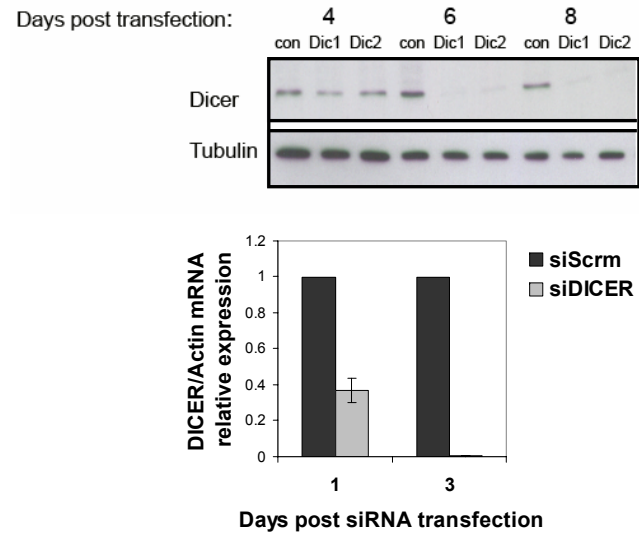 Days post transfection: 4 6 8
con Dic1 Dic2 con Dic1 Dic2 con Dic1 Dic2
Dicer
Tubulin
DICER/Actin mRNA
relative expression
1.2
1
0.8
0.6
0.4
0.2
0
siScrm
siDICER
1 3
Days post siRNA transfection